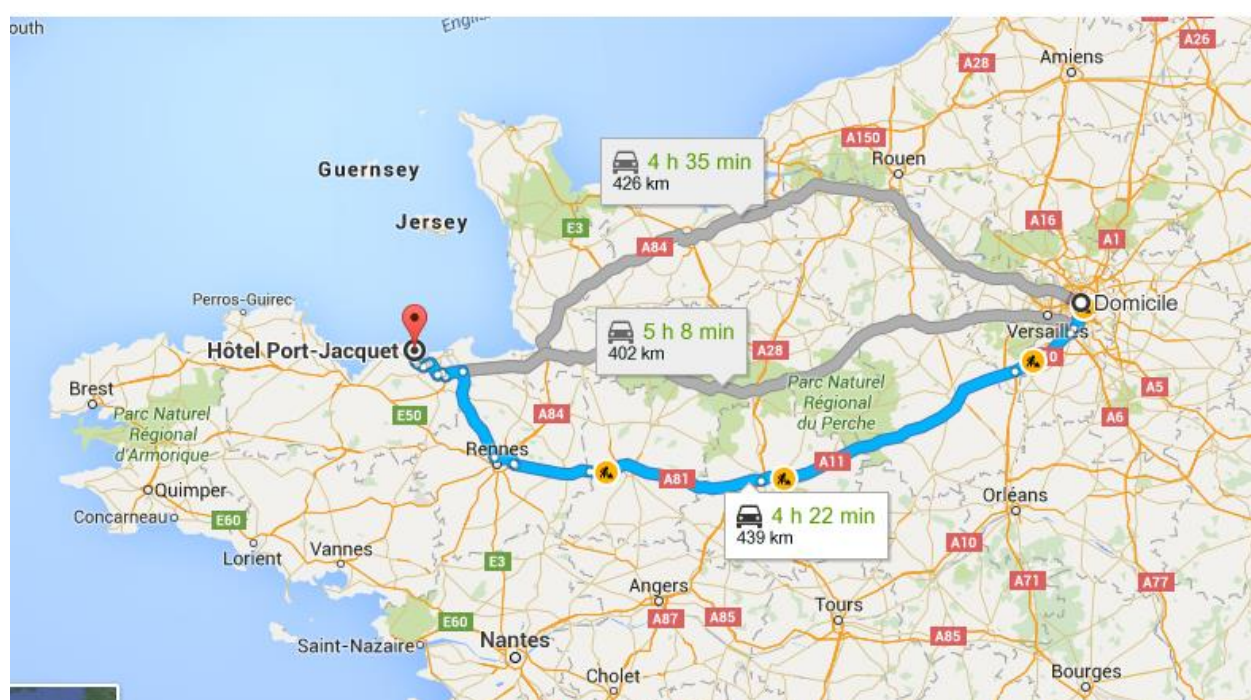 outh
Englis
A26
A28
Amiens
A150
Rouen
4 h 35 min
426 km
Guernsey
Jersey
E3
A84
A16
A1
Perros-Guirec
Domicile
Versailles
5 h 8 min
402 km
A28
Hôtel Port-Jacquet
0
Parc Naturel
Régional
du Perche
A5
A6
Brest
Parc Naturel
Régional
d'Armorique
E50
A84
Rennes
A11
A81
Quimper
Orléans
4 h 22 min
439 km
Concarneau
E60
Lorient
Vannes
E3
A10
A71
A77
Angers
A87
A85
Tours
A85
E60
Saint-Nazaire
Nantes
Cholet
Bourges